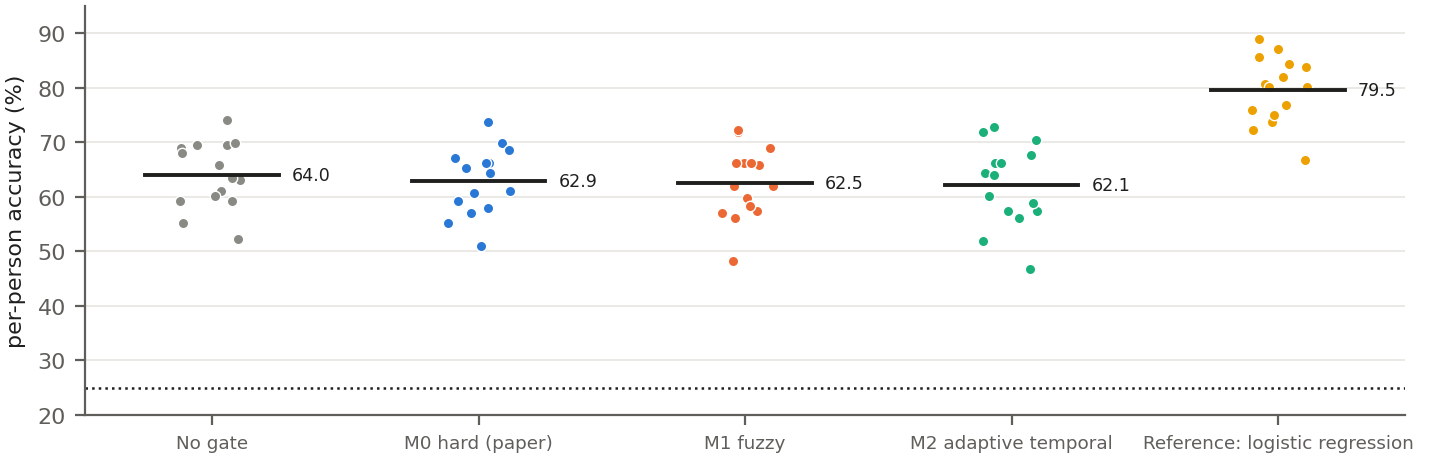 per-person accuracy (%)
90
80
70
60
50
40
30
20
64.0
62.9
62.5
62.1
79.5
No gate
M0 hard (paper)
M1 fuzzy
M2 adaptive temporal
Reference: logistic regression